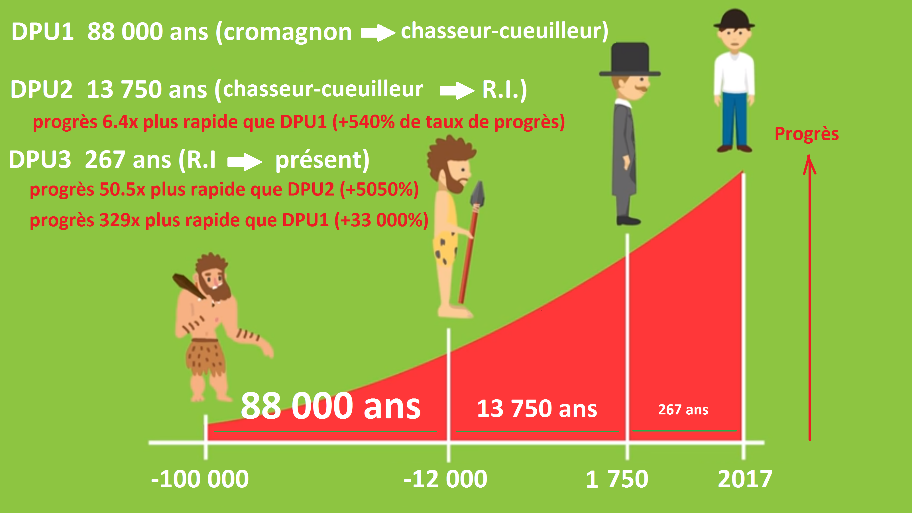 DPU1 88 000 ans (cromagnon ➡ chasseur-cueuilleur)
DPU2 13 750 ans (chasseur-cueuilleur ➡ R.I.)
progrès 6.4x plus rapide que DPU1 (+540% de taux de progrès)
DPU3 267 ans (R.I ➡ présent)
progrès 50.5x plus rapide que DPU2 (+5050%)
progrès 329x plus rapide que DPU1 (+33 000%)
Progrès
88 000 ans
13 750 ans
267 ans
-100 000
-12 000
1 750
2017